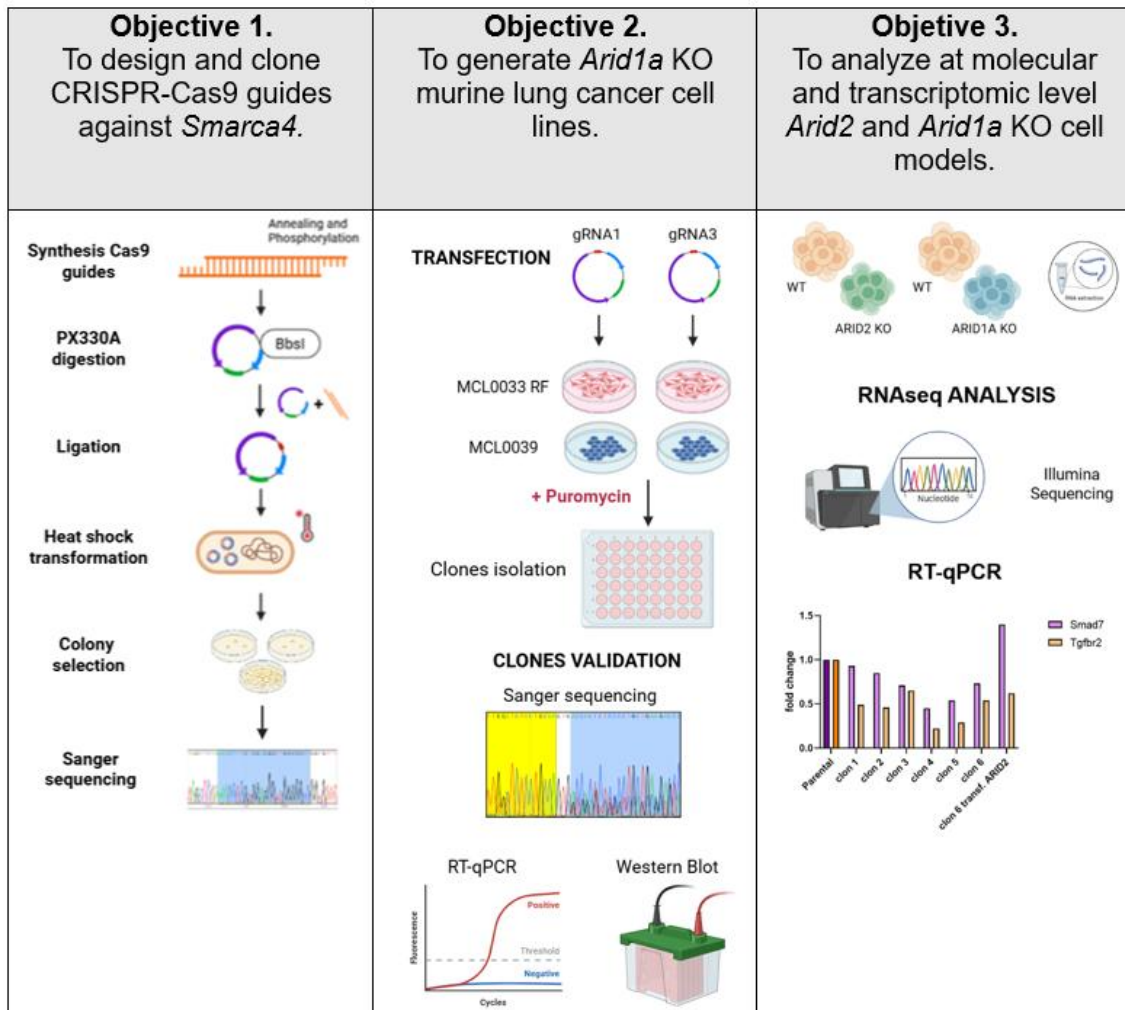 Objective 1.
To design and clone
CRISPR-Cas9 guides
against Smarca4.
Objective 2.
To generate Arid1a KO
murine lung cancer cell
lines.
Objetive 3.
To analyze at molecular
and transcriptomic level
Arid2 and Arid1a KO cell
models.
Synthesis Cas9
guides
Annealing and
Phosphorylation
PX330A
digestion
BbsI
+
Ligation
Heat shock
transformation
Colony
selection
Sanger
sequencing
TRANSFECTION
gRNA1
gRNA3
MCL0033 RF
MCL0039
+ Puromycin
Clones isolation
CLONES VALIDATION
Sanger sequencing
RT-qPCR
Fluorescence
Positive
Threshold
Negative
Cycles
Western Blot
WT
ARID2 KO
WT
ARID1A KO
RNA extraction
RNAseq ANALYSIS
Nucleotide
Illumina
Sequencing
RT-qPCR
fold change
1.5
1.0
0.5
0.0
Smad7
Tgfbr2
Parental
clon 1
clon 2
clon 3
clon 4
clon 5
clon 6
clon 6 transf. ARID2